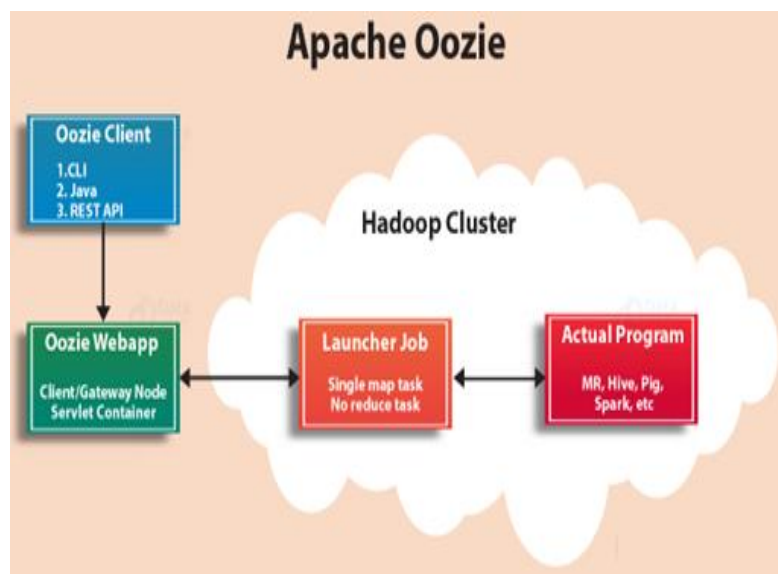 Apache Oozie
Oozie Client
1.CLI
2. Java
3. REST API
Hadoop Cluster
Oozie Webapp
Client/Gateway Node
Servlet Container
Launcher Job
Single map task
No reduce task
Actual Program
MR, Hive, Pig,
Spark, etc